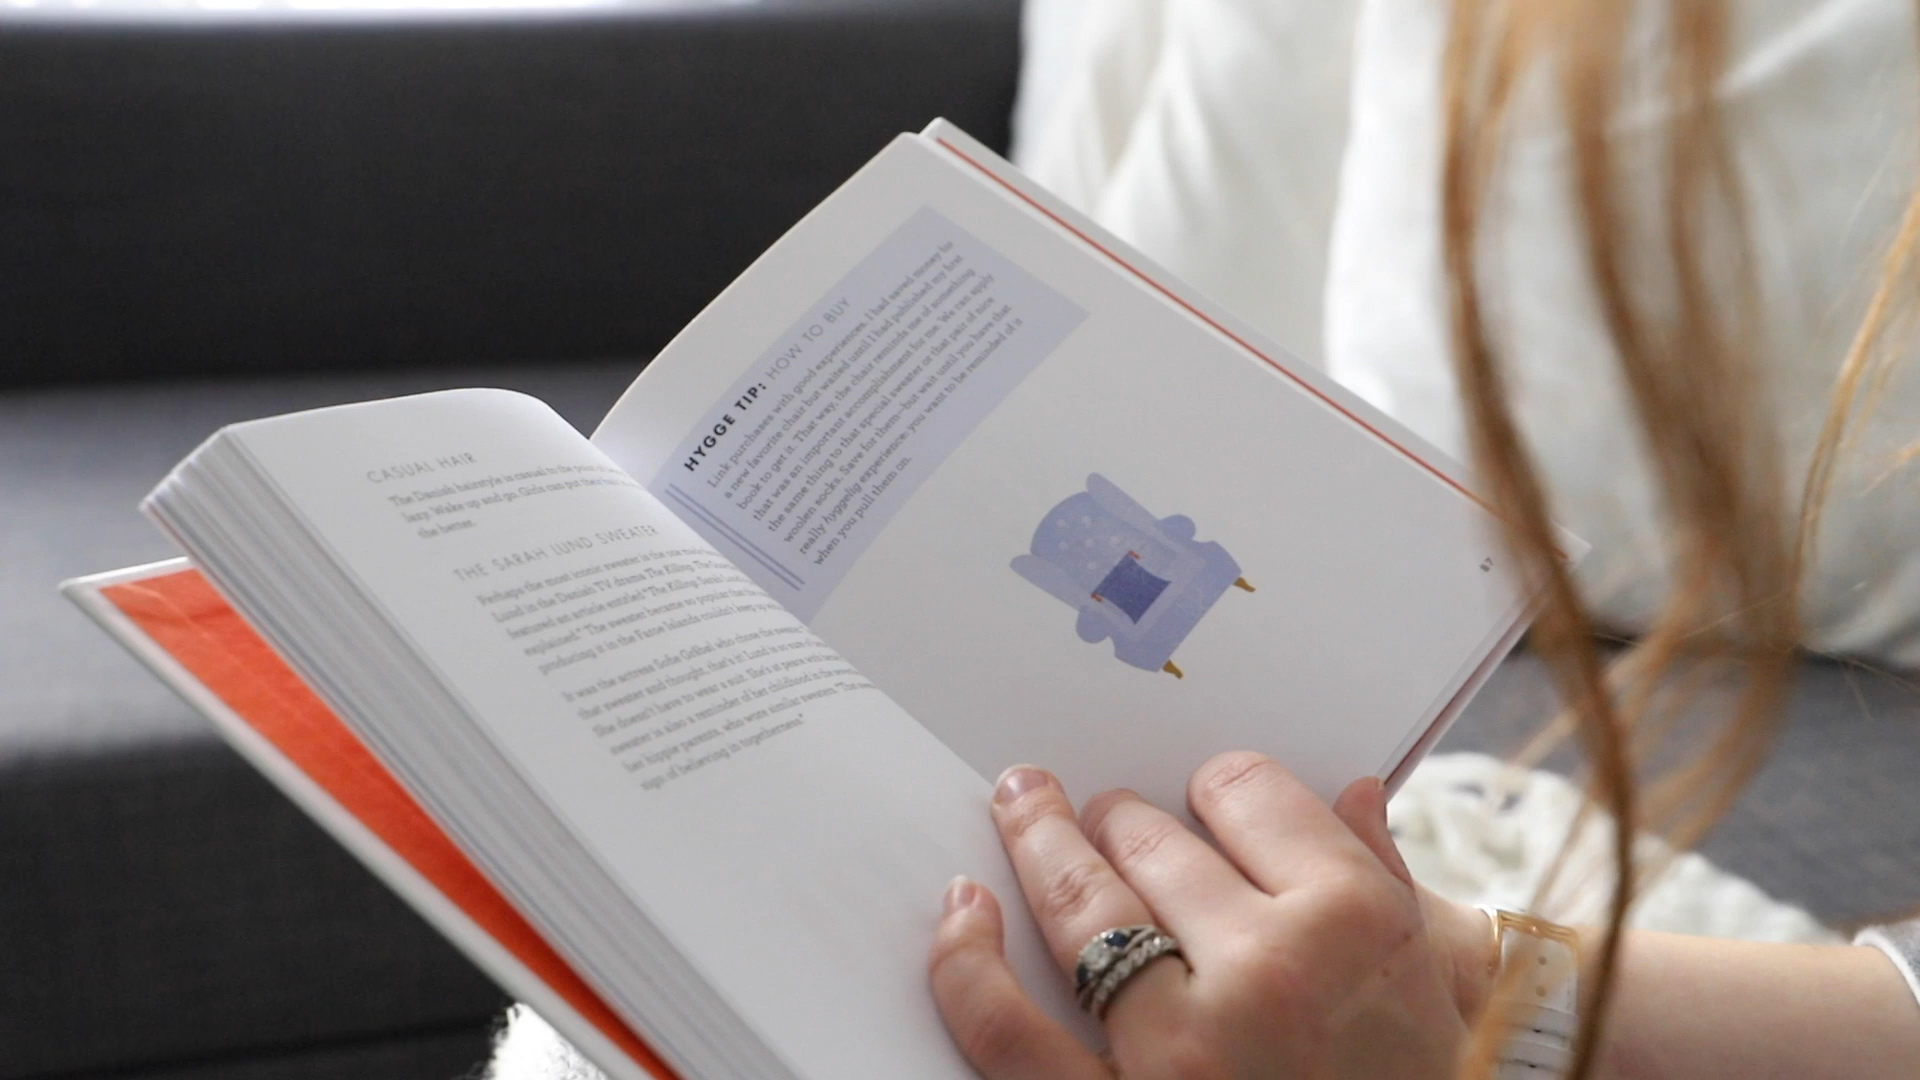 CASUAL HAIR
The Danish hairstyle is casual to the point of
lazy. Wake up and go. Girls can put their hair
the better.
THE SARAH LUND SWEATER
Perhaps the most iconic sweater is the one made
Lund in the Danish TV drama The Killing. The
featured an article entitled "The Killing: Sarah
explained." The sweater became so popular that the
producing it in the Faroe Islands couldn't keep up
It was the actress Sofie Gråbøl who chose the sweater:
that sweater and thought, that's it! Lund is so sure of
She doesn't have to wear a suit. She's at peace with
sweater is also a reminder of her childhood in the
her hippie parents, who wore similar sweaters. "The
sign of believing in togetherness."
HYGGE TIP: HOW TO BUY
Link purchases with good experiences. I had saved money for
a new favorite chair but waited until I had published my first
book to get it. That way, the chair reminds me of something
that was an important accomplishment for me. We can apply
the same thing to that special sweater or that pair of nice
woolen socks. Save for them—but wait until you have that
really hyggelig experience; you want to be reminded of it
when you pull them on.
87